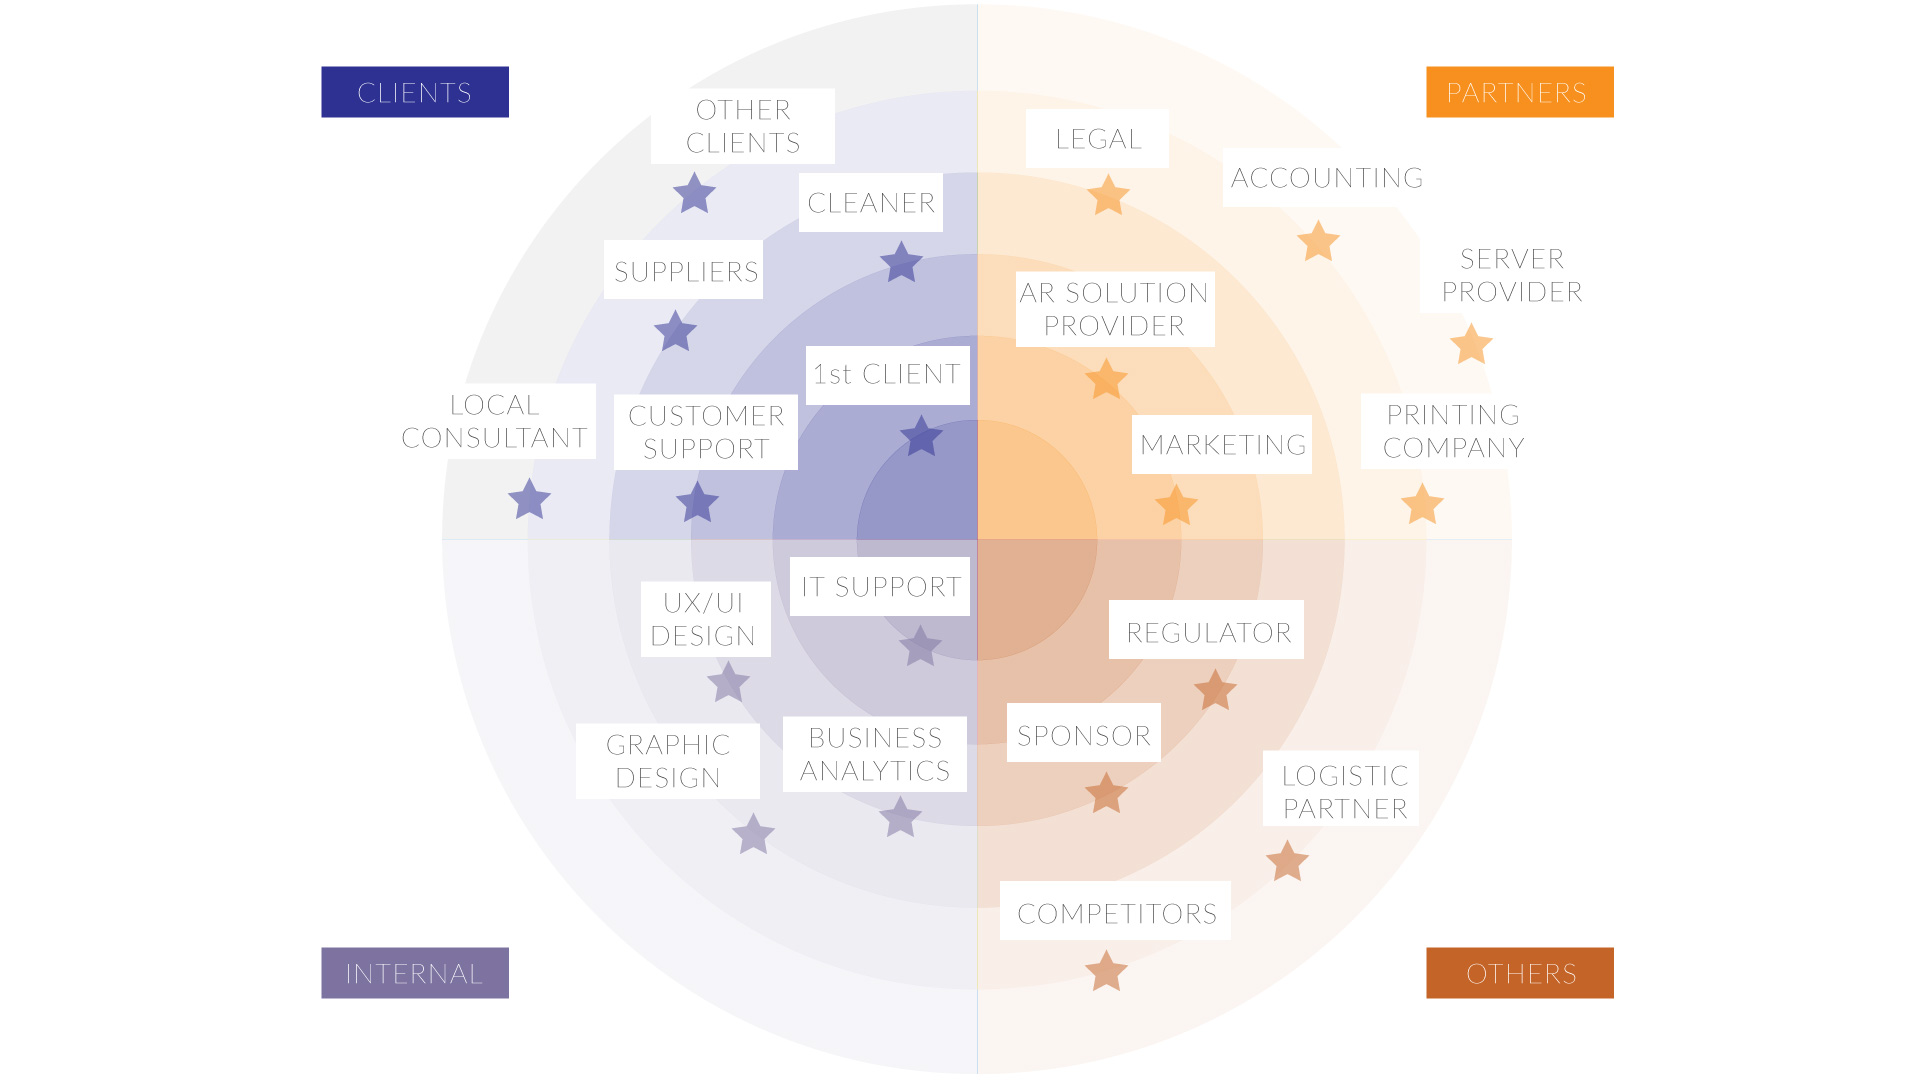 CLIENTS
OTHER
CLIENTS
CLEANER
SUPPLIERS
1st CLIENT
LOCAL
CONSULTANT
CUSTOMER
SUPPORT
PARTNERS
LEGAL
ACCOUNTING
SERVER
PROVIDER
AR SOLUTION
PROVIDER
MARKETING
PRINTING
COMPANY
IT SUPPORT
UX/UI
DESIGN
GRAPHIC
DESIGN
BUSINESS
ANALYTICS
INTERNAL
REGULATOR
SPONSOR
LOGISTIC
PARTNER
COMPETITORS
OTHERS